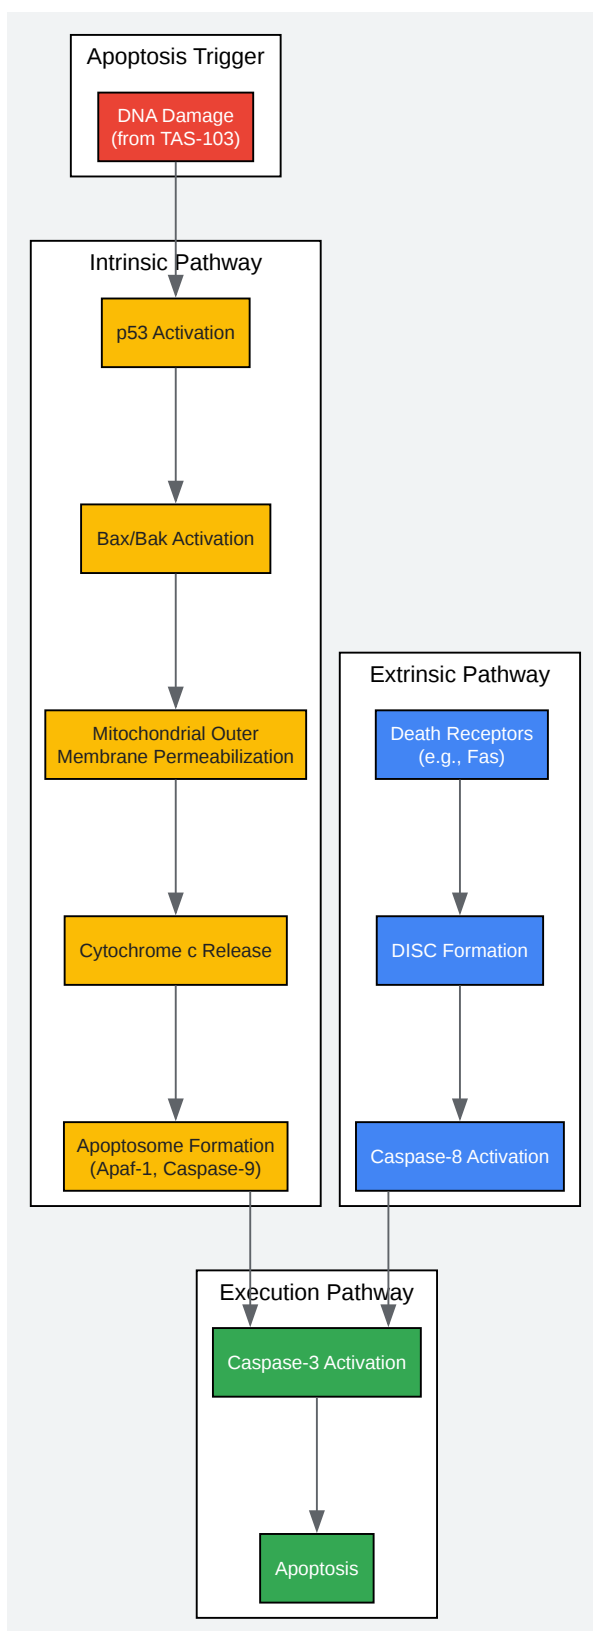 Apoptosis Trigger
DNA Damage
(from TAS-103)
Intrinsic Pathway
p53 Activation
Bax/Bak Activation
Mitochondrial Outer
Membrane Permeabilization
Cytochrome c Release
Apoptosome Formation
(Apaf-1, Caspase-9)
Extrinsic Pathway
Death Receptors
(e.g., Fas)
DISC Formation
Caspase-8 Activation
Execution Pathway
Caspase-3 Activation
Apoptosis